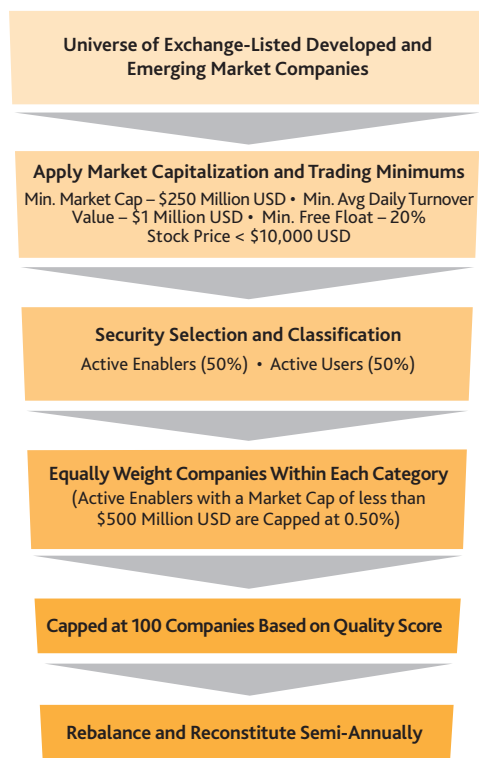 Universe of Exchange-Listed Developed and
Emerging Market Companies
Apply Market Capitalization and Trading Minimums
Min. Market Cap – $250 Million USD • Min. Avg Daily Turnover
Value – $1 Million USD • Min. Free Float – 20%
Stock Price < $10,000 USD
Security Selection and Classification
Active Enablers (50%) • Active Users (50%)
Equally Weight Companies Within Each Category
(Active Enablers with a Market Cap of less than
$500 Million USD are Capped at 0.50%)
Capped at 100 Companies Based on Quality Score
Rebalance and Reconstitute Semi-Annually